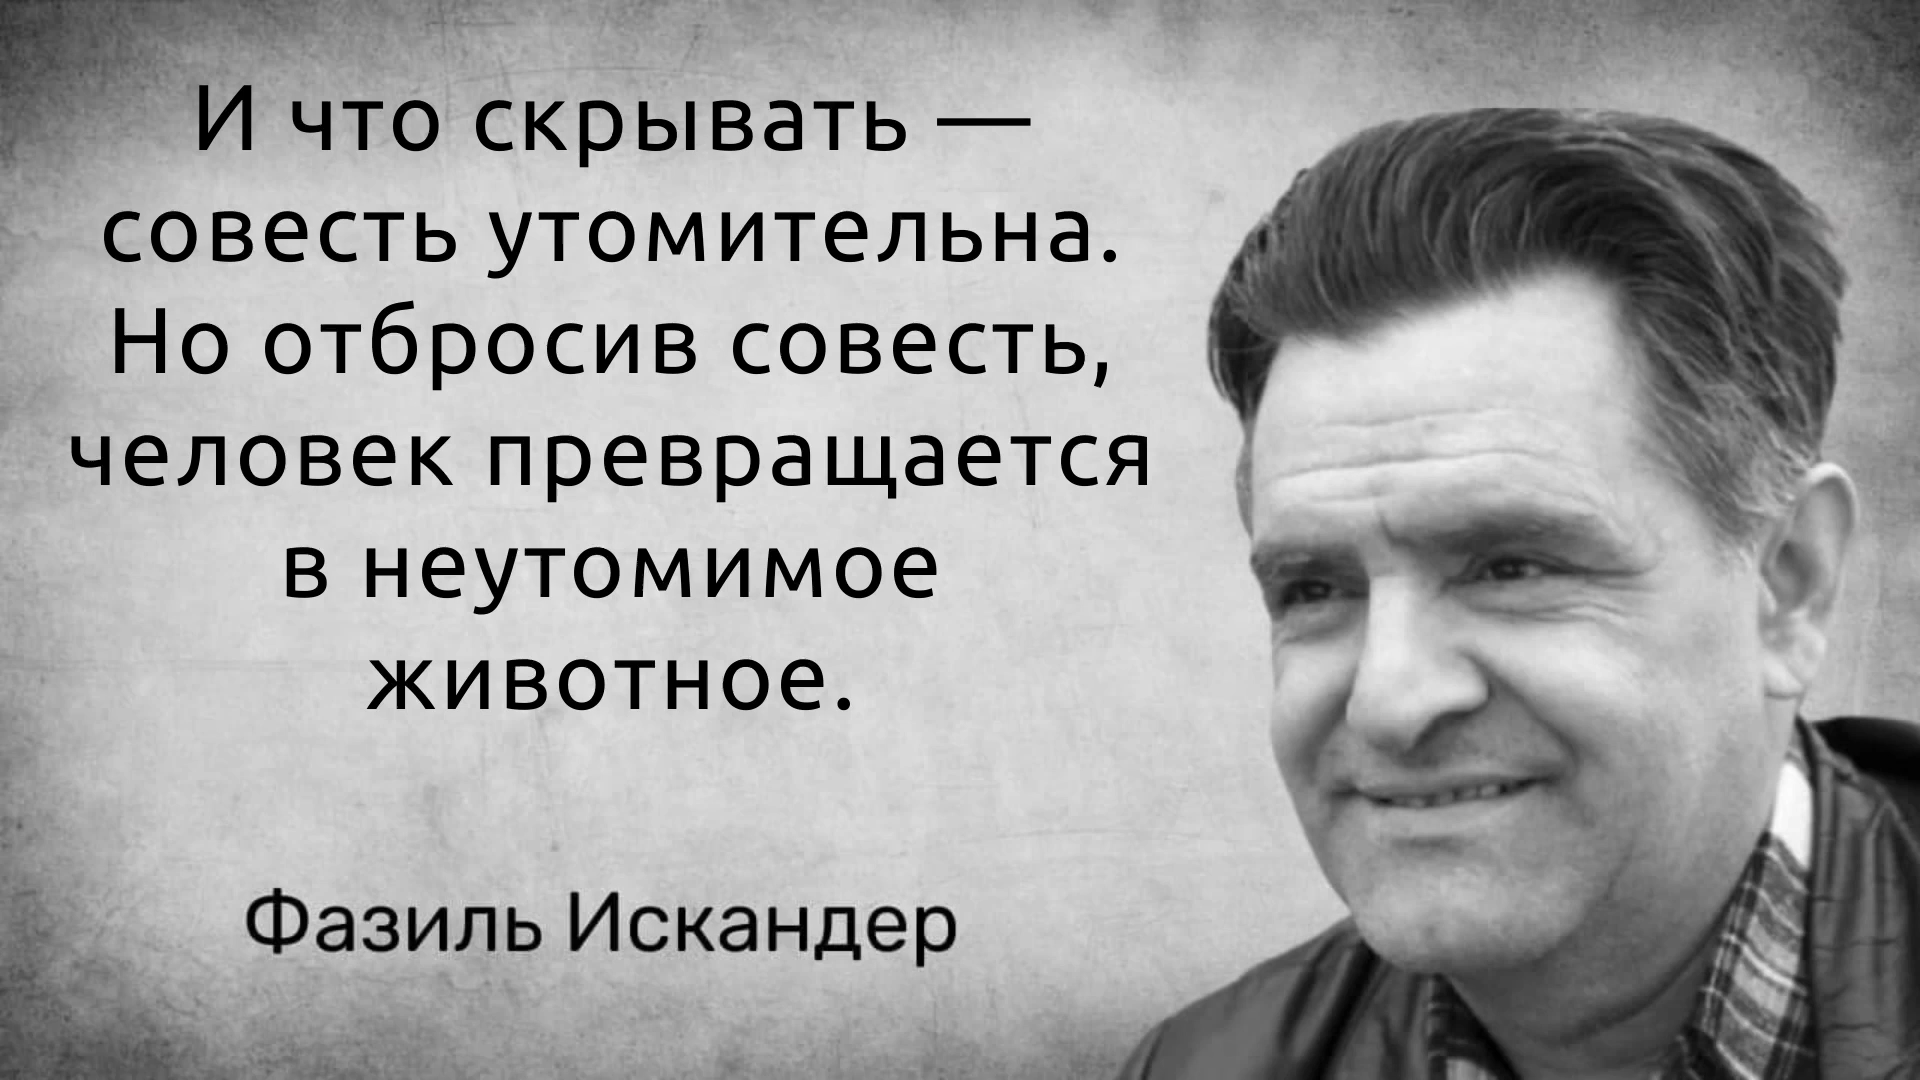 И что скрывать —
совесть утомительна.
Но отбросив совесть,
человек превращается
в неутомимое
животное.
Фазиль Искандер